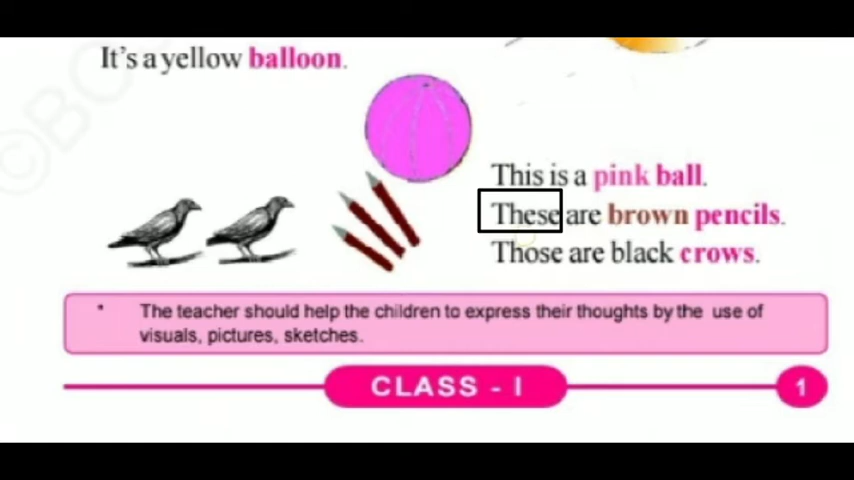 It's a yellow balloon.
This is a pink ball.
These are brown pencils.
Those are black crows.
* The teacher should help the children to express their thoughts by the use of
visuals, pictures, sketches.
CLASS - I
1